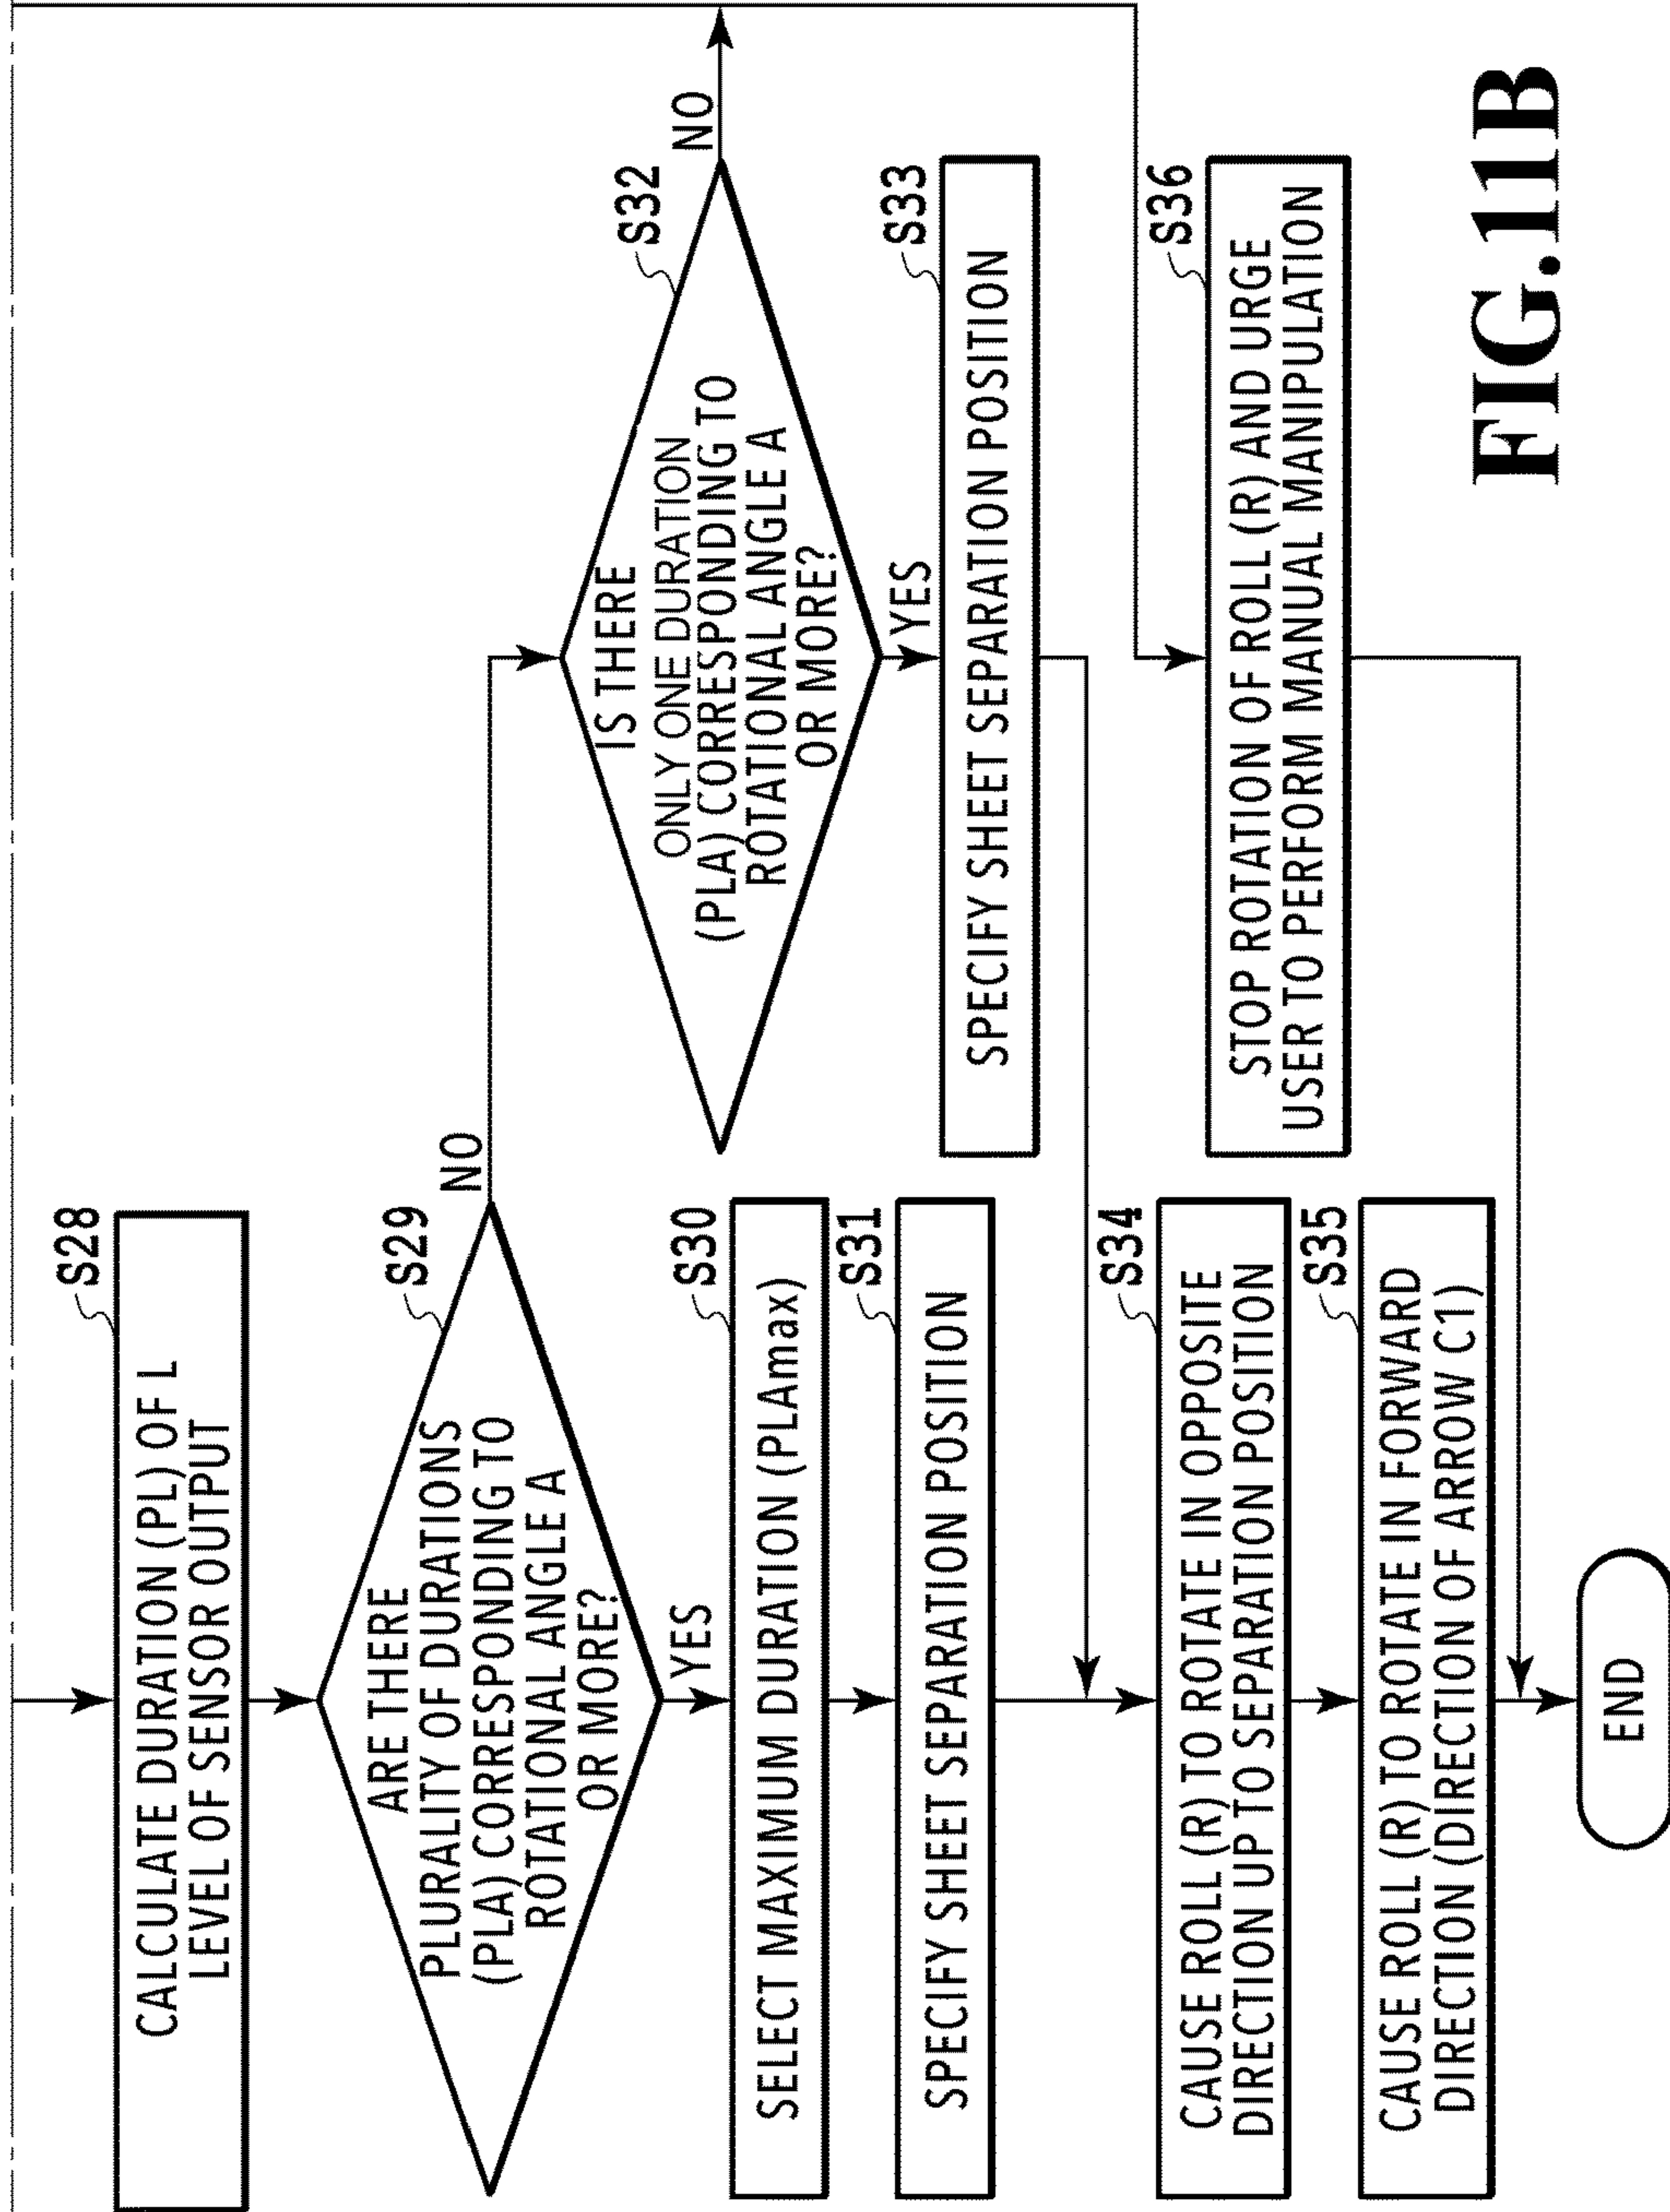 S28
CALCULATE DURATION (PL) OF L
LEVEL OF SENSOR OUTPUT
S29
ARE THERE
PLURALITY OF DURATIONS
(PLA) CORRESPONDING TO
ROTATIONAL ANGLE A
OR MORE?
NO
YES
S32
IS THERE
ONLY ONE DURATION
(PLA) CORRESPONDING TO
ROTATIONAL ANGLE A
OR MORE?
NO
YES
S30
SELECT MAXIMUM DURATION (PLAmax)
S31
SPECIFY SHEET SEPARATION POSITION
S33
SPECIFY SHEET SEPARATION POSITION
S34
CAUSE ROLL (R) TO ROTATE IN OPPOSITE
DIRECTION UP TO SEPARATION POSITION
S36
STOP ROTATION OF ROLL (R) AND URGE
USER TO PERFORM MANUAL MANIPULATION
S35
CAUSE ROLL (R) TO ROTATE IN FORWARD
DIRECTION (DIRECTION OF ARROW C1)
END
FIG.11B